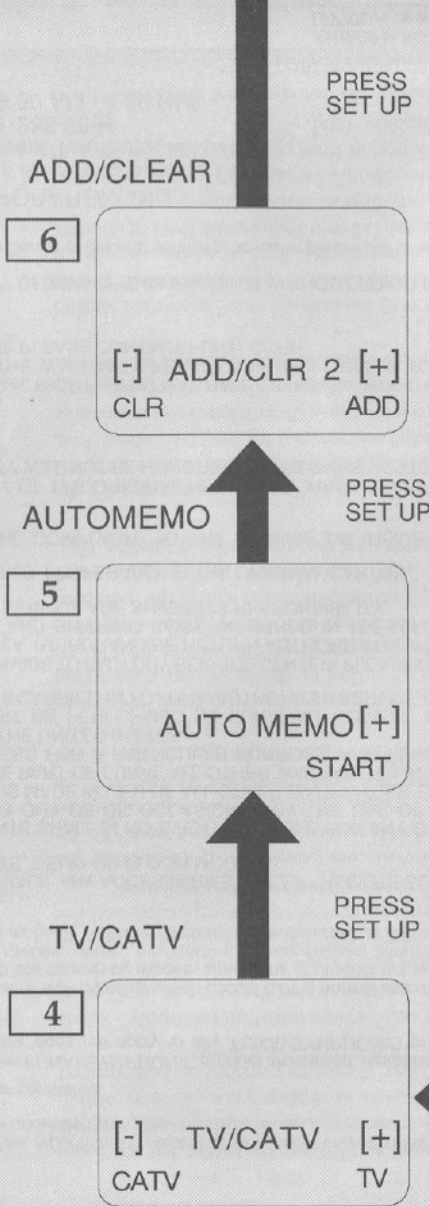 PRESS
SET UP
ADD/CLEAR
6
[-] ADD/CLR 2 [+]
CLR ADD
PRESS
SET UP
AUTOMEMO
5
AUTO MEMO [+]
START
PRESS
SET UP
TV/CATV
4
[-] TV/CATV [+]
CATV TV